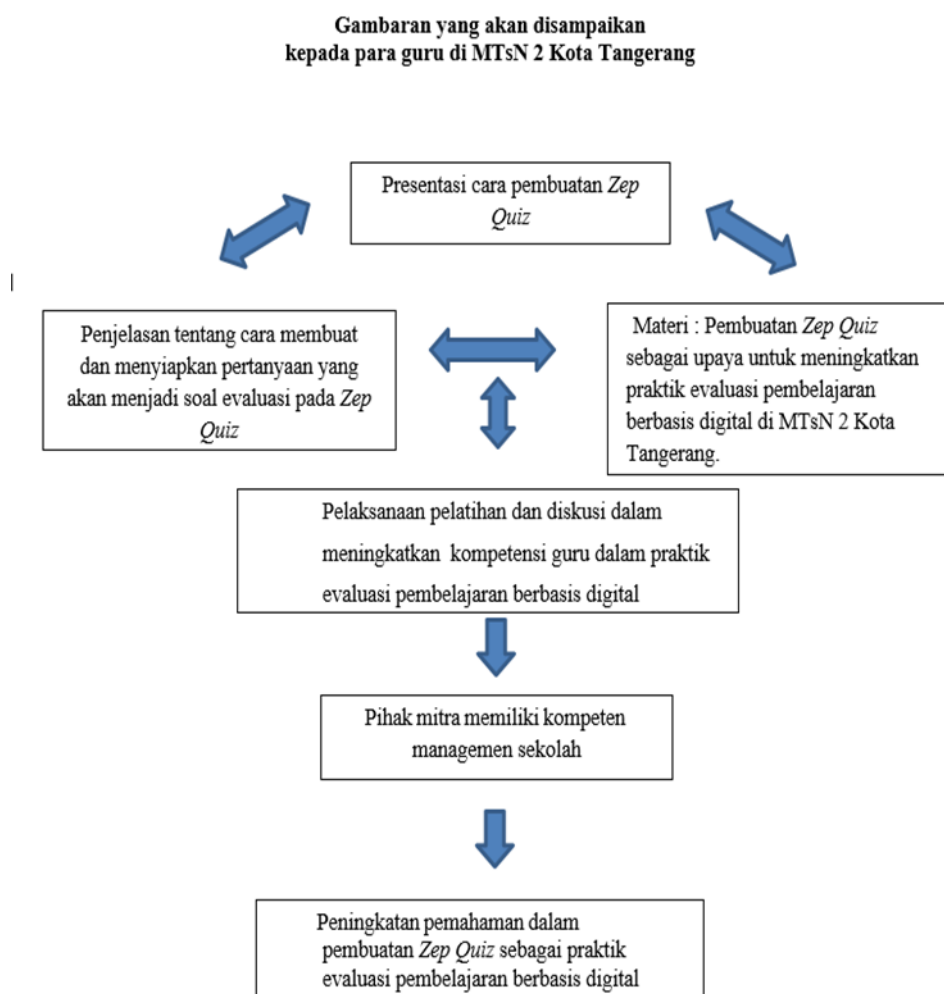 Gambaran yang akan disampaikan
kepada para guru di MTsN 2 Kota Tangerang
Presentasi cara pembuatan Zep
Quiz
Penjelasan tentang cara membuat
dan menyiapkan pertanyaan yang
akan menjadi soal evaluasi pada Zep
Quiz
Materi : Pembuatan Zep Quiz
sebagai upaya untuk meningkatkan
praktik evaluasi pembelajaran
berbasis digital di MTsN 2 Kota
Tangerang.
Pelaksanaan pelatihan dan diskusi dalam
meningkatkan kompetensi guru dalam praktik
evaluasi pembelajaran berbasis digital
Pihak mitra memiliki kompeten
managemen sekolah
Peningkatan pemahaman dalam
pembuatan Zep Quiz sebagai praktik
evaluasi pembelajaran berbasis digital